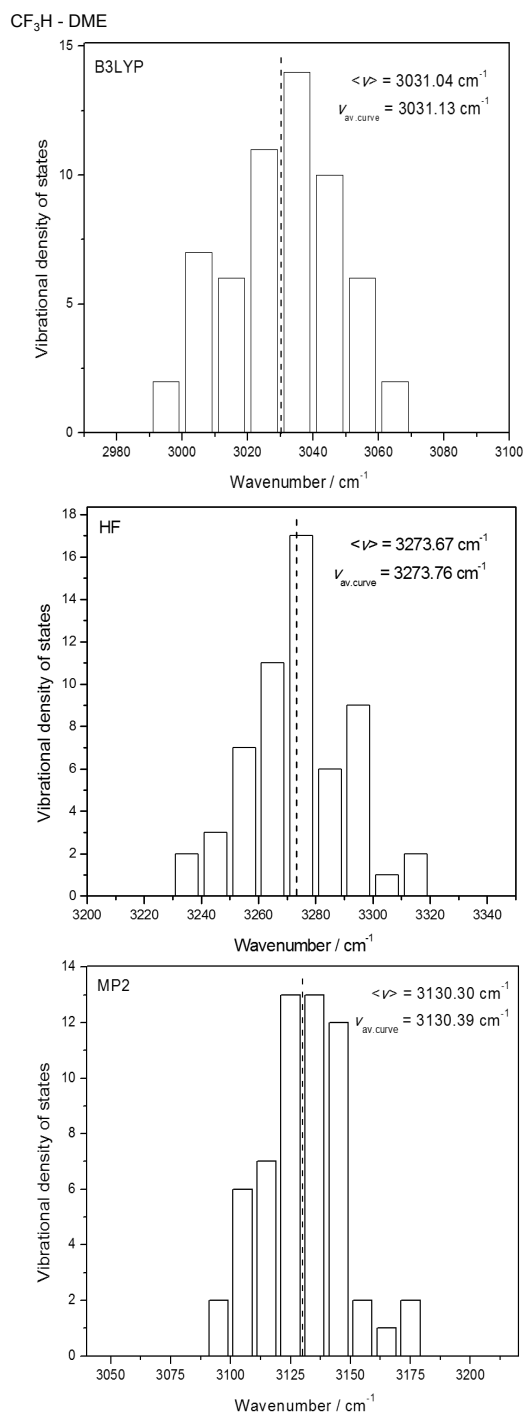 CF₃H - DME
B3LYP
<ν> = 3031.04 cm⁻¹
ν av.curve = 3031.13 cm⁻¹
Vibrational density of states
15
10
5
0
2980 3000 3020 3040 3060 3080 3100
Wavenumber / cm⁻¹
HF
<ν> = 3273.67 cm⁻¹
ν av.curve = 3273.76 cm⁻¹
Vibrational density of states
18
16
14
12
10
8
6
4
2
0
3200 3220 3240 3260 3280 3300 3320 3340
Wavenumber / cm⁻¹
MP2
<ν> = 3130.30 cm⁻¹
ν av.curve = 3130.39 cm⁻¹
Vibrational density of states
14
12
10
8
6
4
2
0
3050 3075 3100 3125 3150 3175 3200
Wavenumber / cm⁻¹